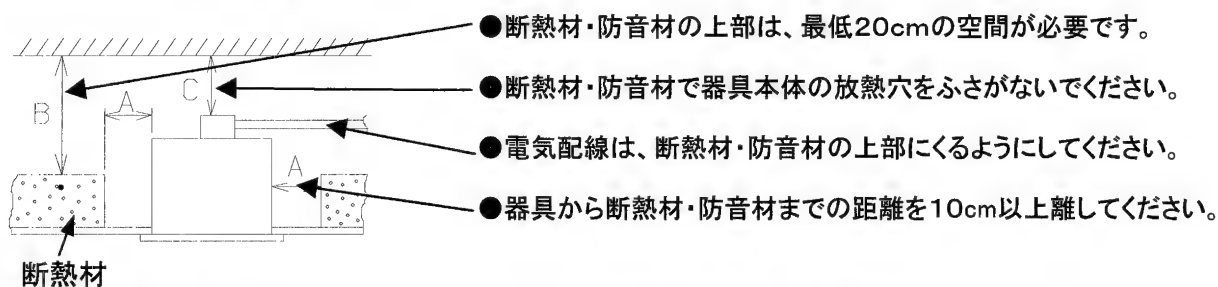 ●断熱材・防音材の上部は、最低20cmの空間が必要です。
●断熱材・防音材で器具本体の放熱穴をふさがないでください。
●電気配線は、断熱材・防音材の上部にくるようにしてください。
●器具から断熱材・防音材までの距離を10cm以上離してください。
B
A
C
A
断熱材